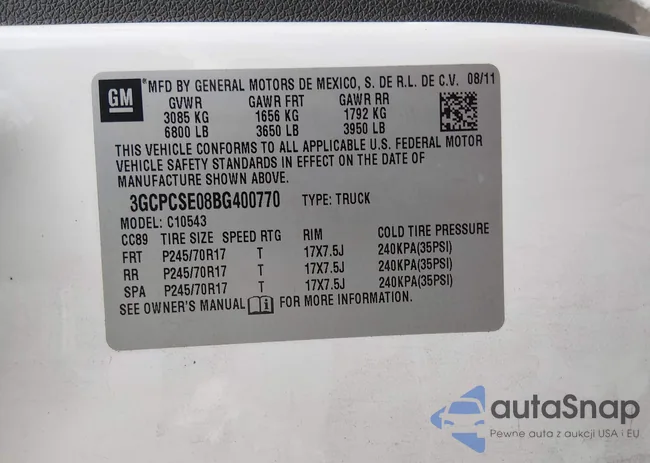 GM
*MFD BY GENERAL MOTORS DE MEXICO, S. DE R.L. DE C.V. 08/11
GVWR GAWR FRT GAWR RR
3085 KG 1656 KG 1792 KG
6800 LB 3650 LB 3950 LB
THIS VEHICLE CONFORMS TO ALL APPLICABLE U.S. FEDERAL MOTOR
VEHICLE SAFETY STANDARDS IN EFFECT ON THE DATE OF
MANUFACTURE SHOWN ABOVE.
3GCPCSE08BG400770 TYPE: TRUCK
MODEL: C10543
CC89 TIRE SIZE SPEED RTG RIM COLD TIRE PRESSURE
FRT P245/70R17 T 17X7.5J 240KPA(35PSI)
RR P245/70R17 T 17X7.5J 240KPA(35PSI)
SPA P245/70R17 T 17X7.5J 240KPA(35PSI)
SEE OWNER'S MANUAL FOR MORE INFORMATION.
autaSnap
Pewne auta z aukcji USA i EU